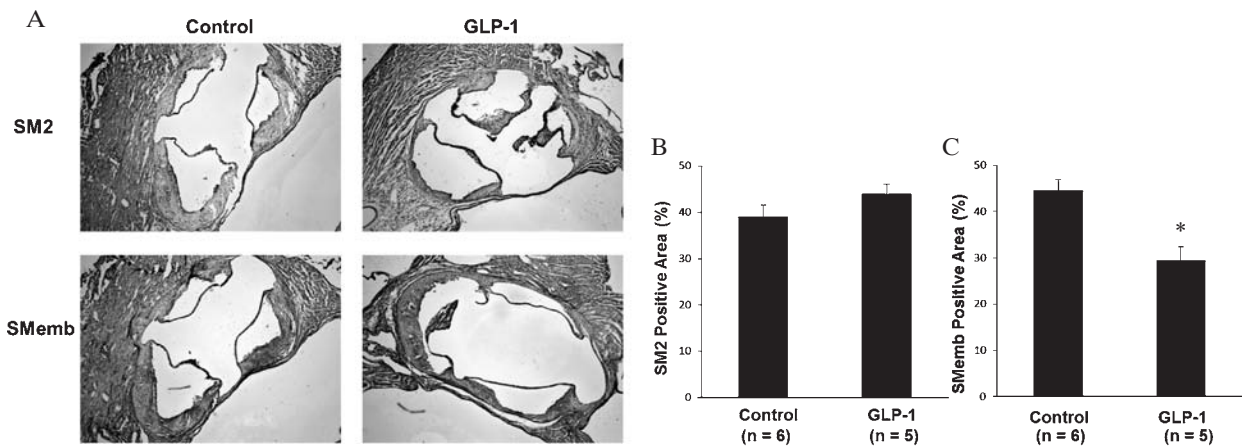 A
Control
GLP-1
SM2
SMemb
B
SM2 Positive Area (%)
50
40
30
20
10
0
Control
(n = 6)
GLP-1
(n = 5)
C
SMemb Positive Area (%)
50
40
30
20
10
0
*
Control
(n = 6)
GLP-1
(n = 5)